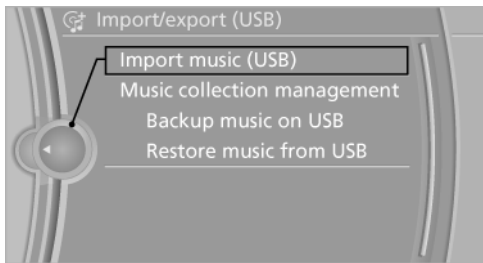 Import/export (USB)
Import music (USB)
Music collection management
Backup music on USB
Restore music from USB